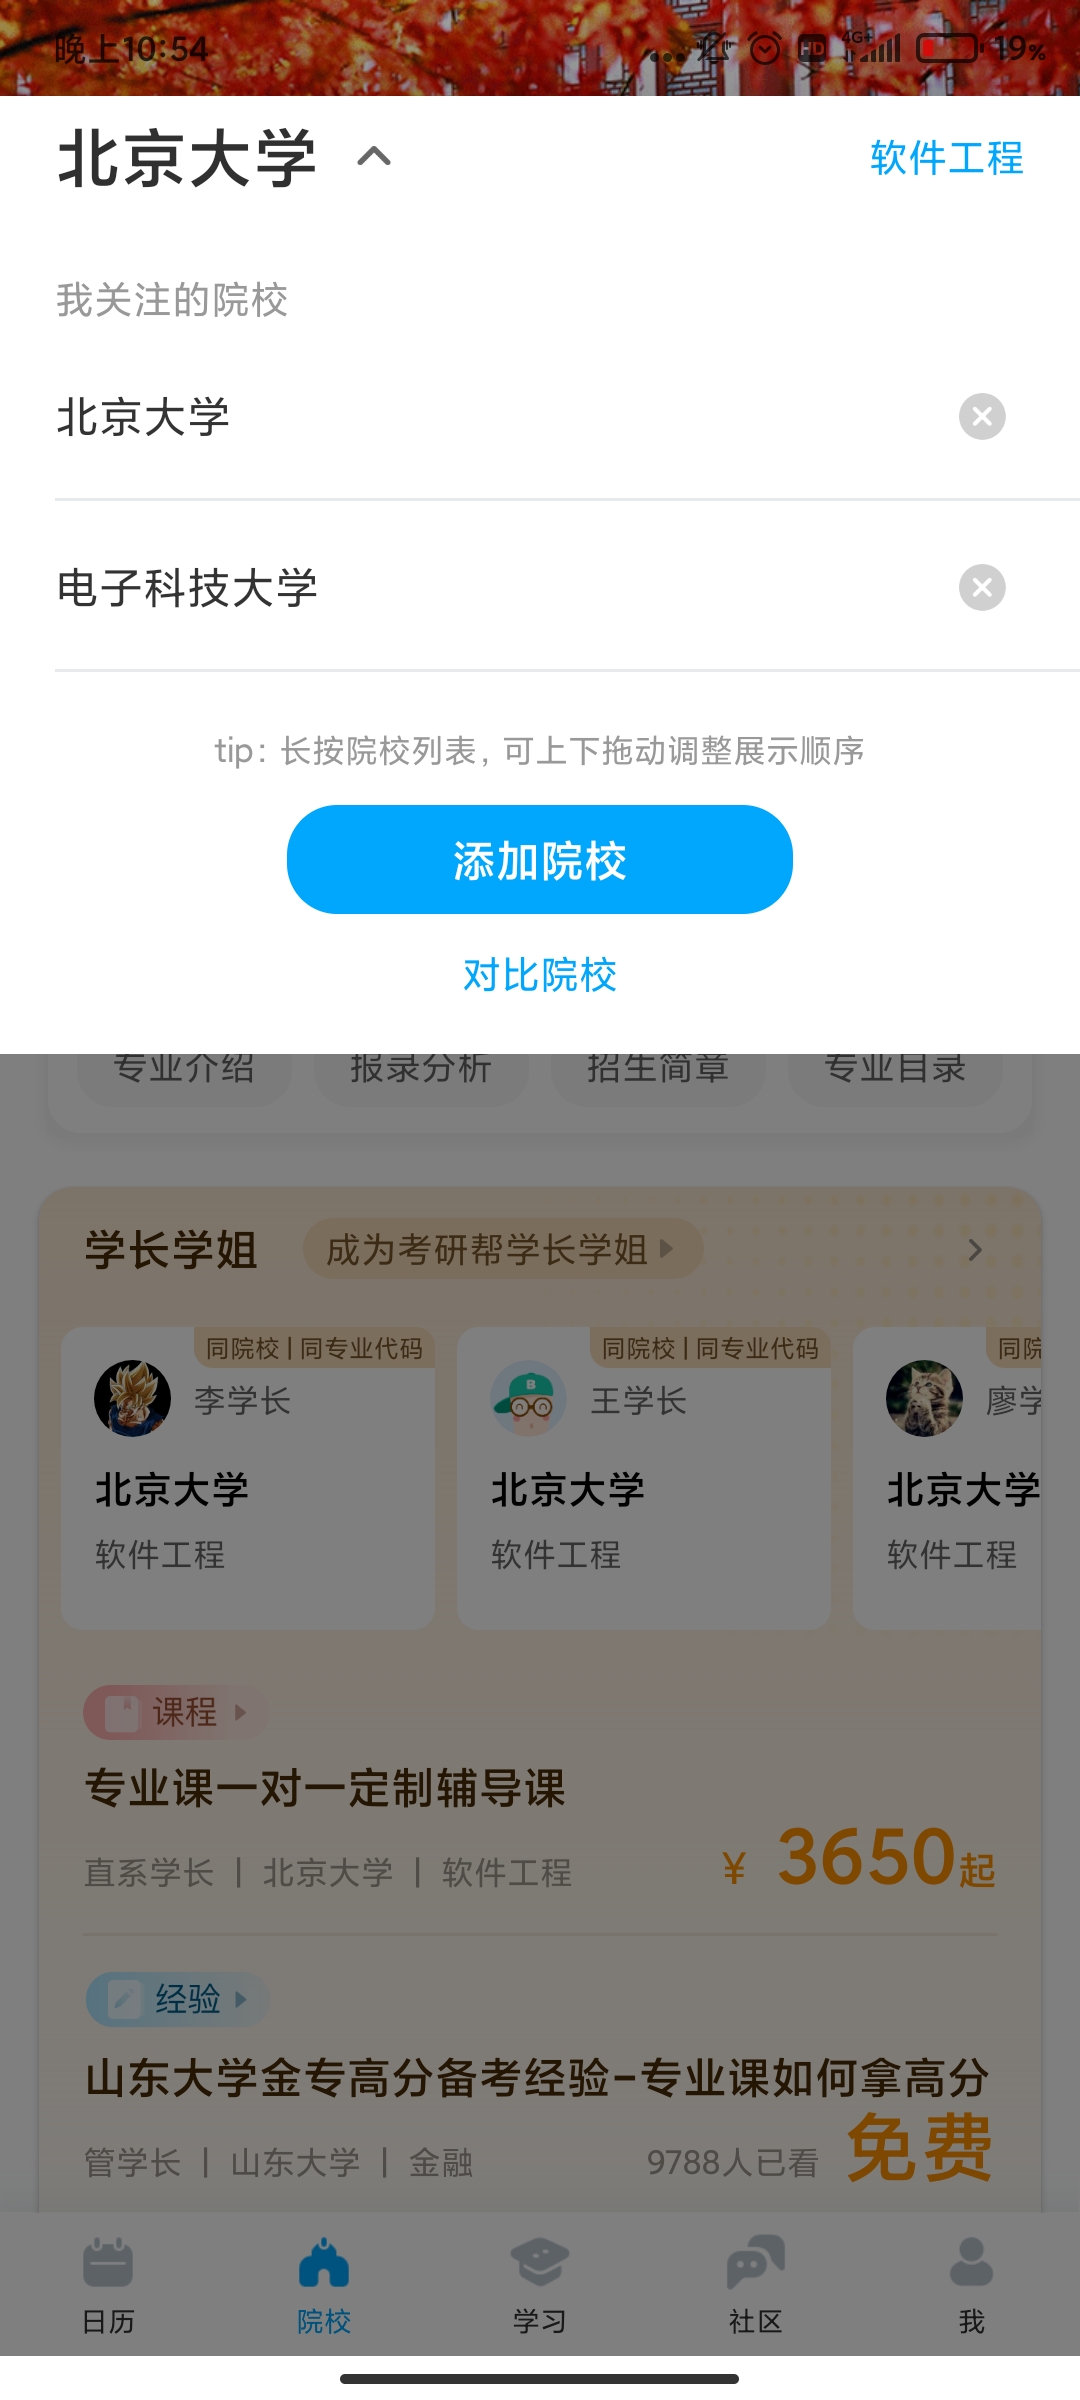 晚上10:54
HD
4G+
19%
北京大学
软件工程
我关注的院校
北京大学
电子科技大学
tip：长按院校列表，可上下拖动调整展示顺序
添加院校
对比院校
专业介绍
报录分析
招生简章
专业目录
学长学姐
成为考研帮学长学姐
同院校 | 同专业代码
李学长
北京大学
软件工程
同院校 | 同专业代码
B
王学长
北京大学
软件工程
同院
廖学
北京大学
软件工程
课程
专业课一对一定制辅导课
直系学长 | 北京大学 | 软件工程
¥ 3650起
经验
山东大学金专高分备考经验-专业课如何拿高分
管学长 | 山东大学 | 金融
9788人已看
免费
日历
院校
学习
社区
我